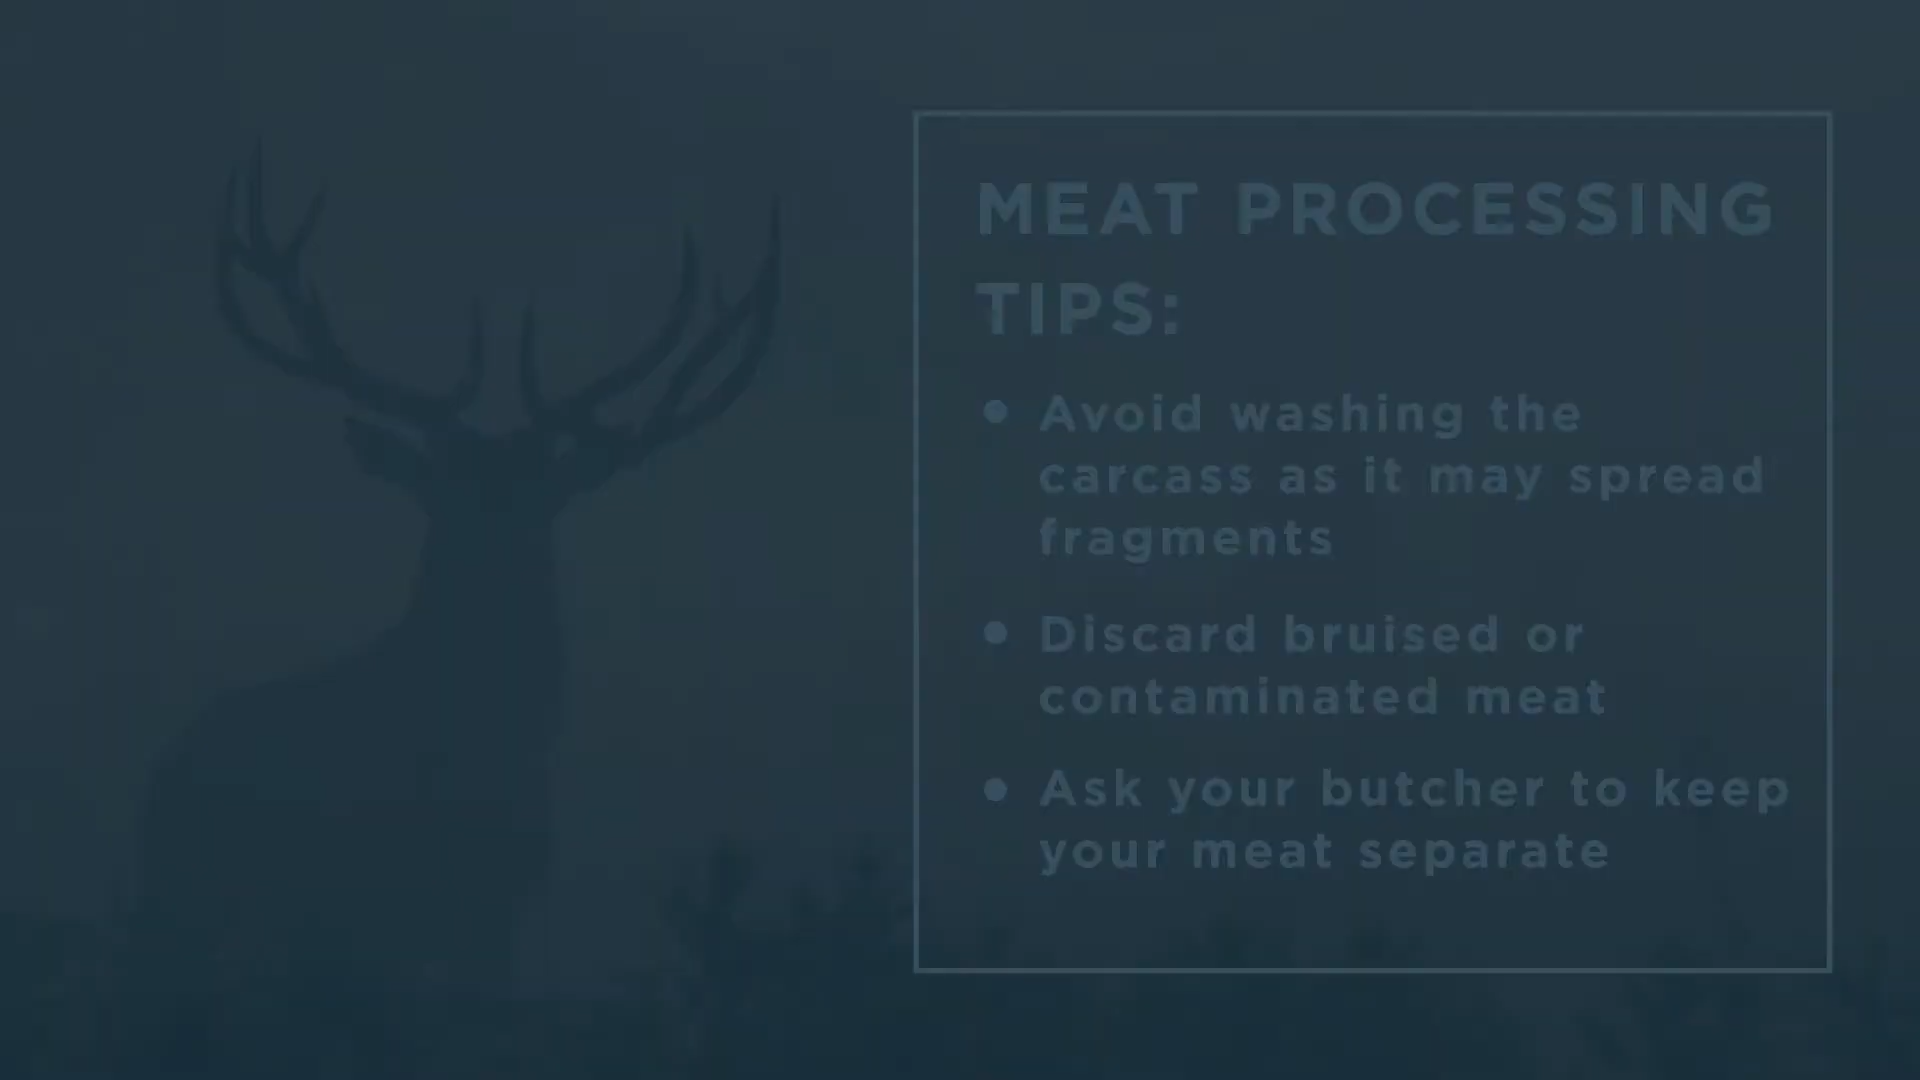 MEAT PROCESSING
TIPS:
• Avoid washing the
carcass as it may spread
fragments
• Discard bruised or
contaminated meat
• Ask your butcher to keep
your meat separate